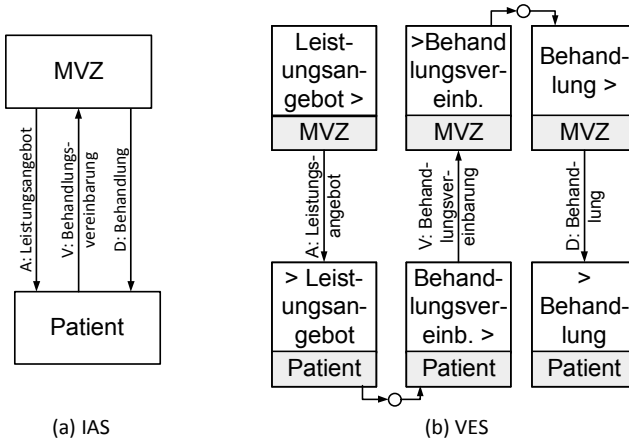 MVZ
A: Leistungsangebot
V: Behandlungs-
vereinbarung
D: Behandlung
Patient
(a) IAS
Leist-
ungsan-
gebot >
MVZ
>Behand
lungsver-
einb.
MVZ
Behand-
lung >
MVZ
A: Leistungs-
angebot
V: Behand-
lungsver-
einbarung
D: Behand-
lung
> Leist-
ungsan-
gebot
Patient
Behand-
lungsver-
einb. >
Patient
>
Behand-
lung
Patient
(b) VES